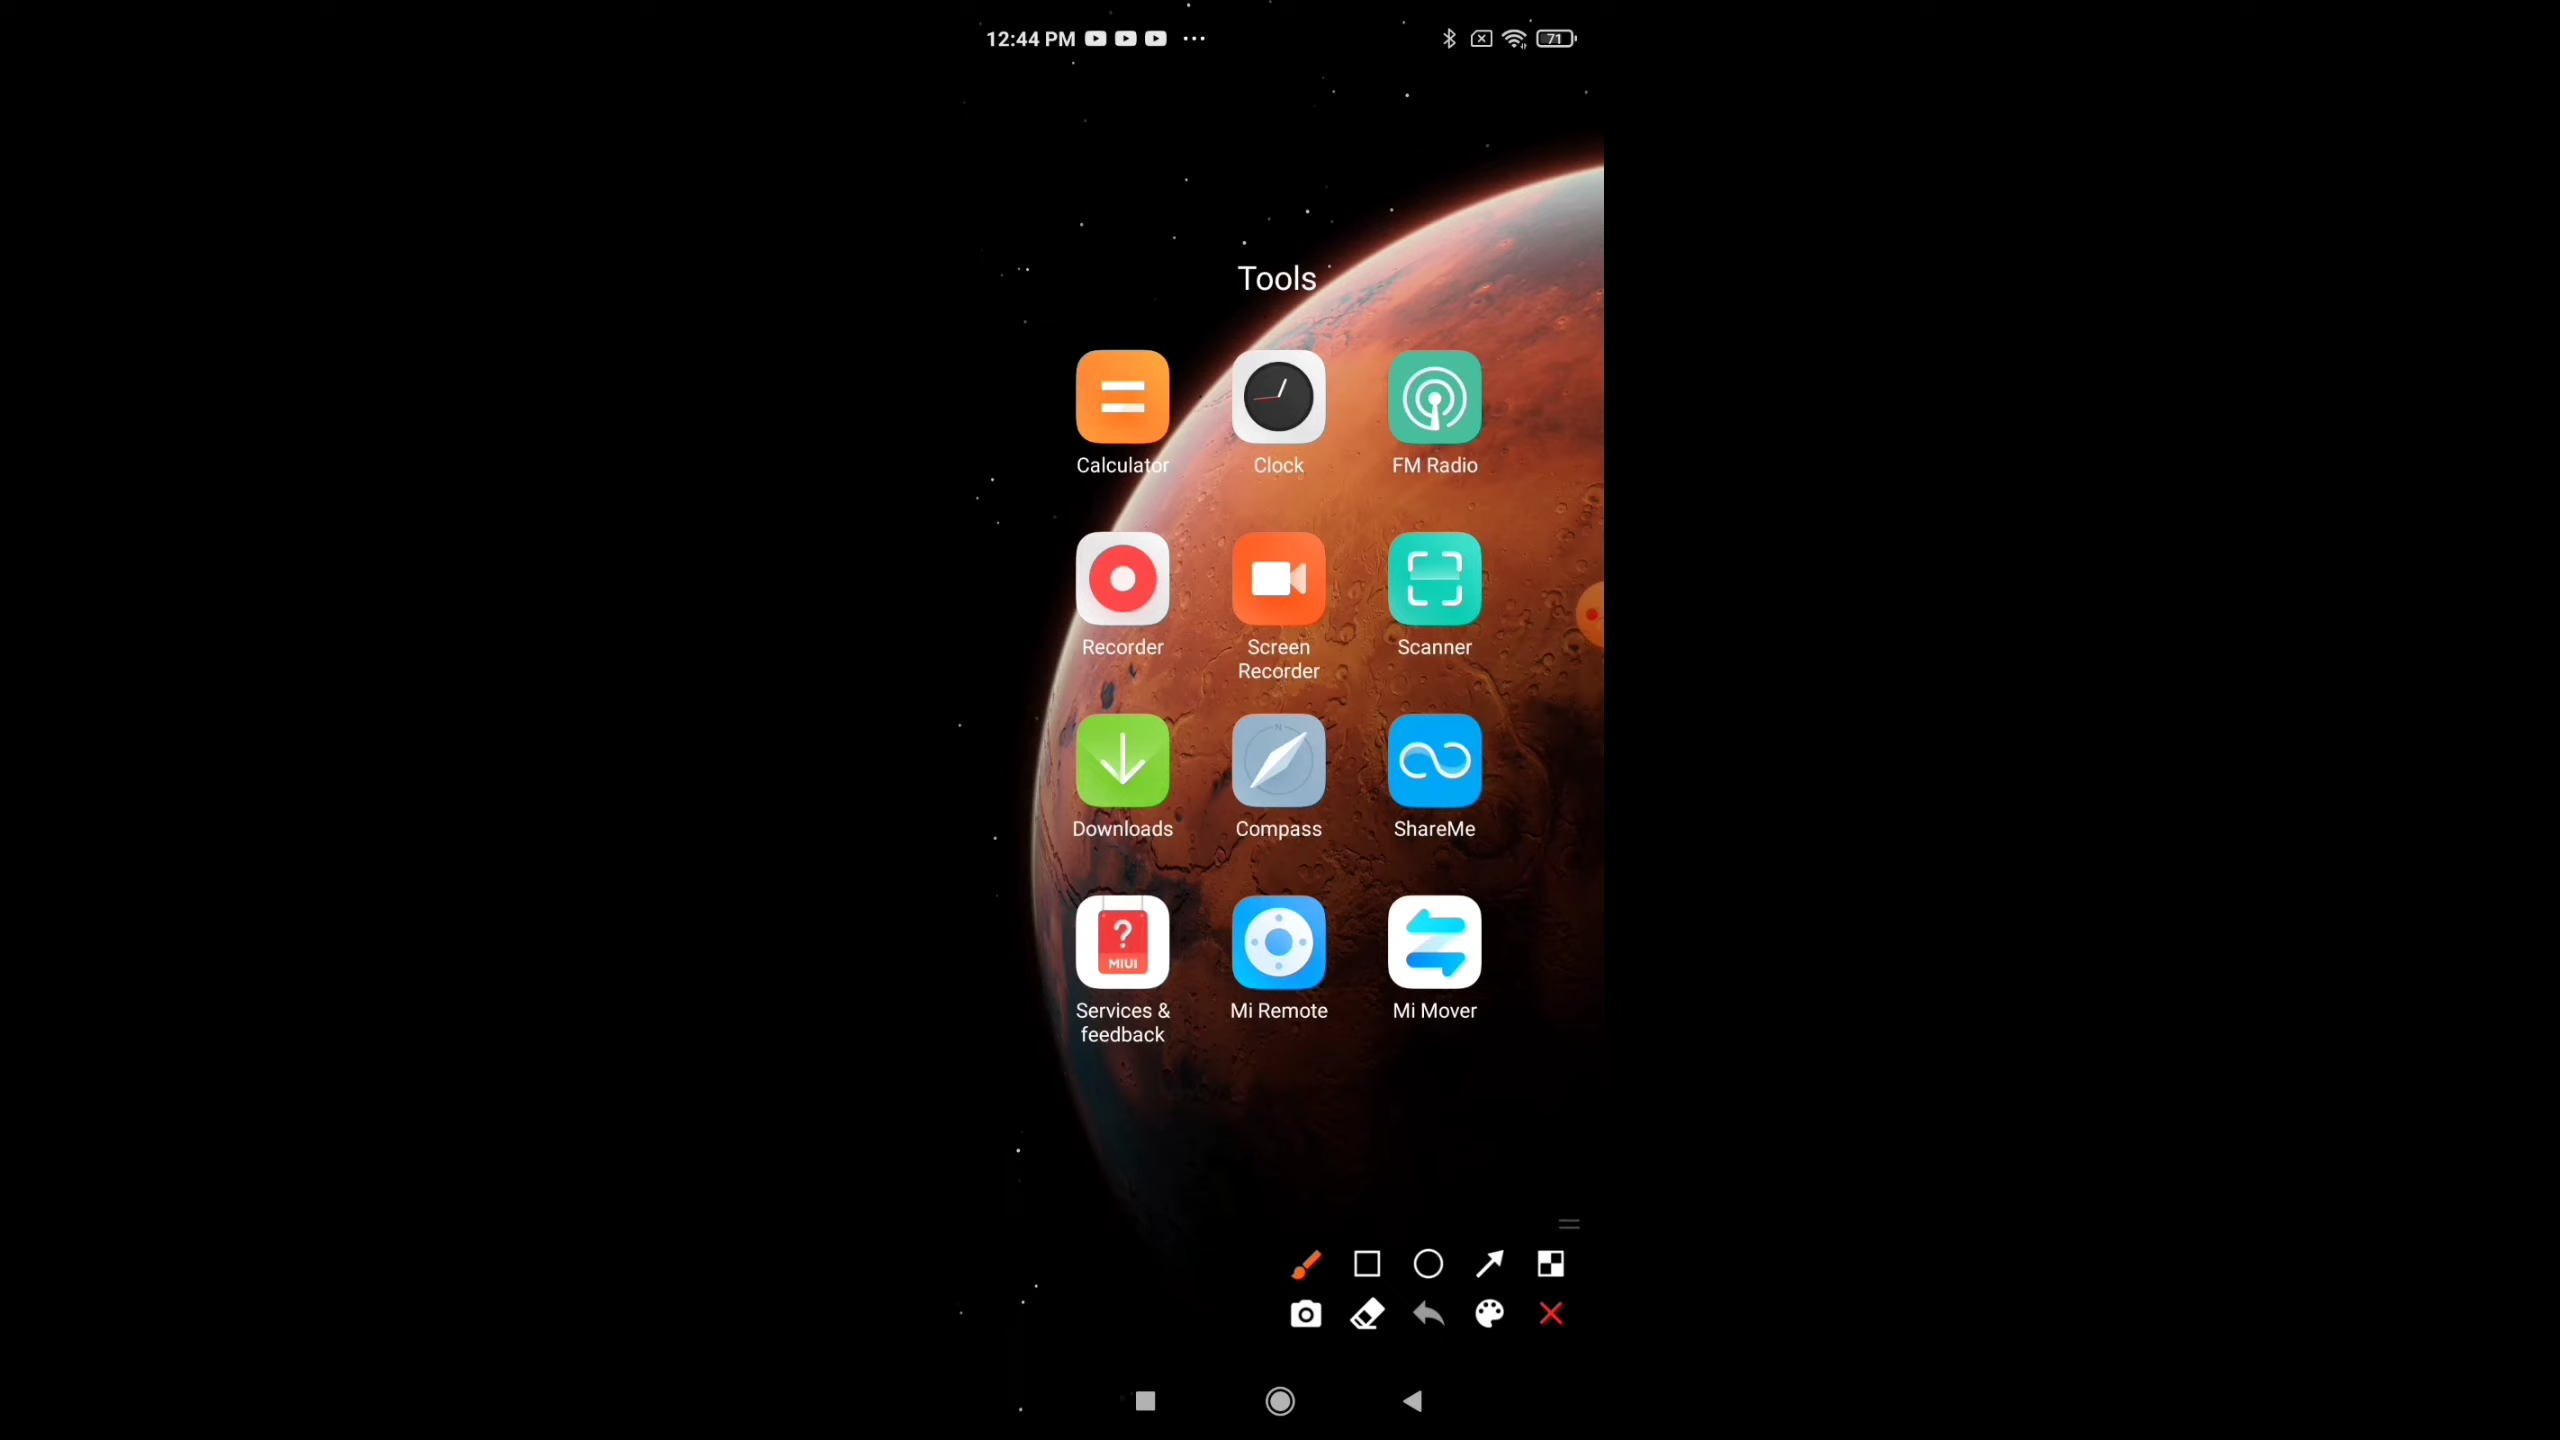 12:44 PM
71
Tools
Calculator
Clock
FM Radio
Recorder
Screen
Recorder
Scanner
Downloads
N
Compass
ShareMe
?
MIUI
Services &
feedback
Mi Remote
Mi Mover